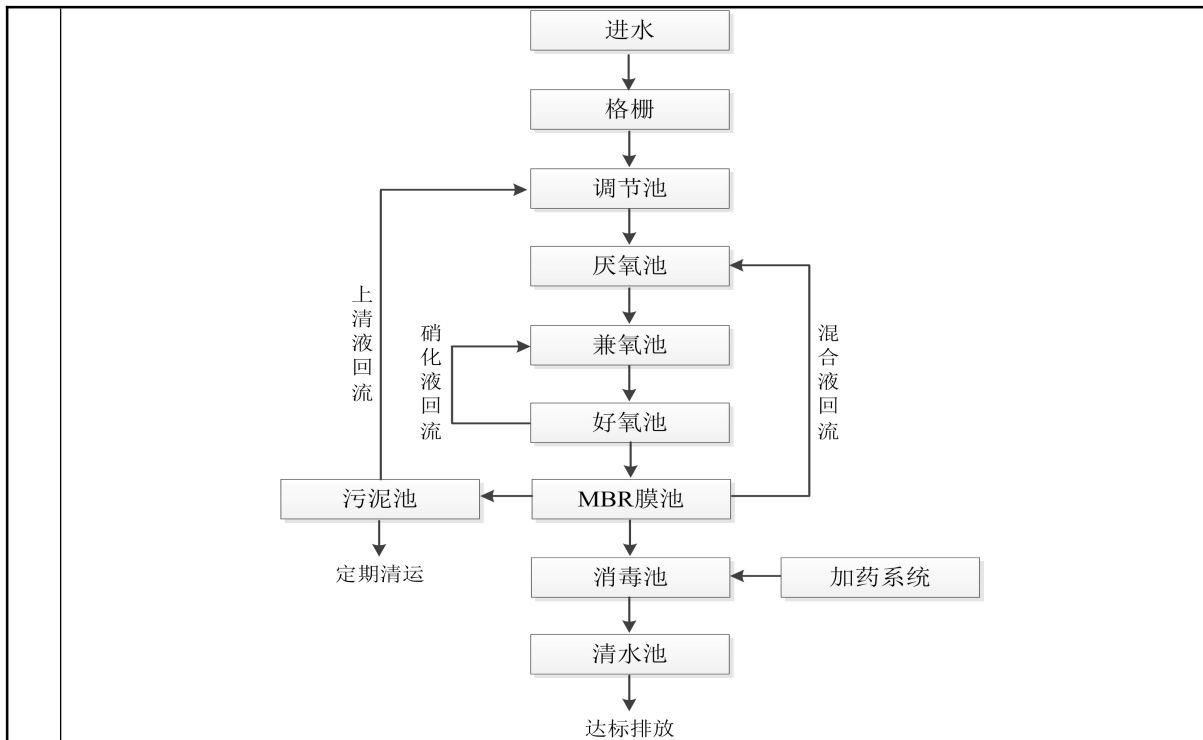 进水
格栅
调节池
厌氧池
上清液回流
硝化液回流
兼氧池
混合液回流
好氧池
污泥池
MBR膜池
定期清运
消毒池
加药系统
清水池
达标排放